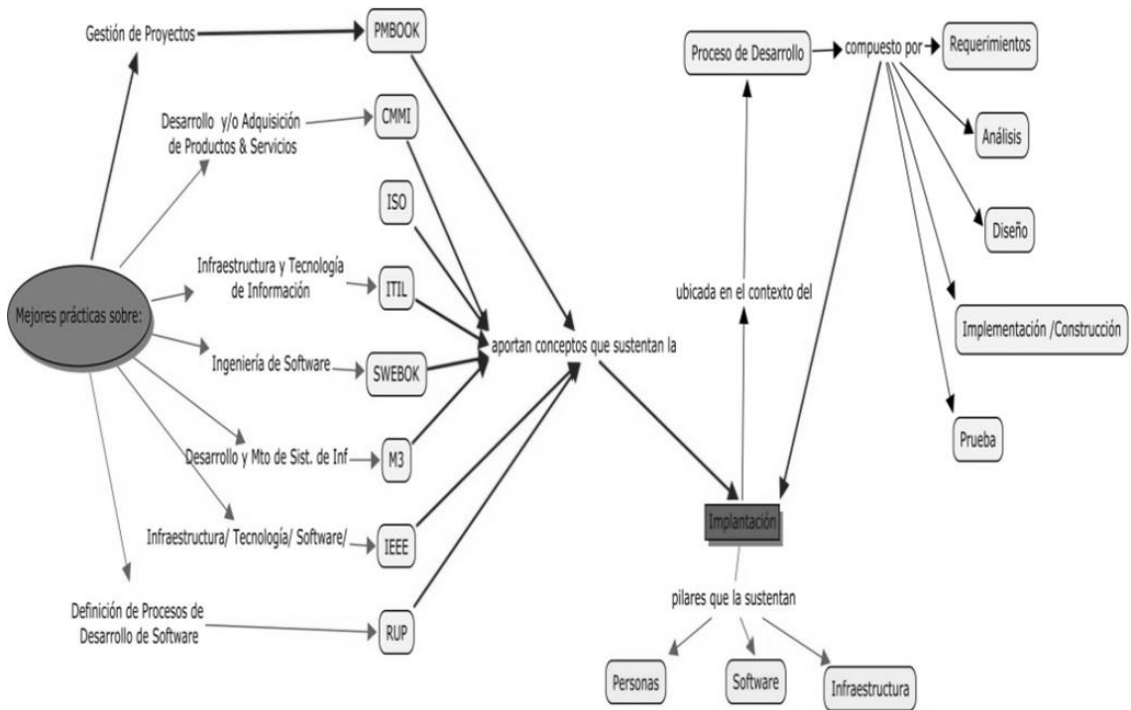 Gestión de Proyectos
PMBOOK
Desarrollo y/o Adquisición
de Productos & Servicios
CMMI
ISO
Infraestructura y Tecnología
de Información
ITIL
Mejores prácticas sobre:
Ingeniería de Software
SWEBOK
Desarrollo y Mto de Sist. de Inf
M3
Infraestructura/ Tecnología/ Software/
IEEE
Definición de Procesos de
Desarrollo de Software
RUP
aportan conceptos que sustentan la
Proceso de Desarrollo
compuesto por
Requerimientos
Análisis
Diseño
Implementación /Construcción
Prueba
ubicada en el contexto del
Implantación
pilares que la sustentan
Personas
Software
Infraestructura